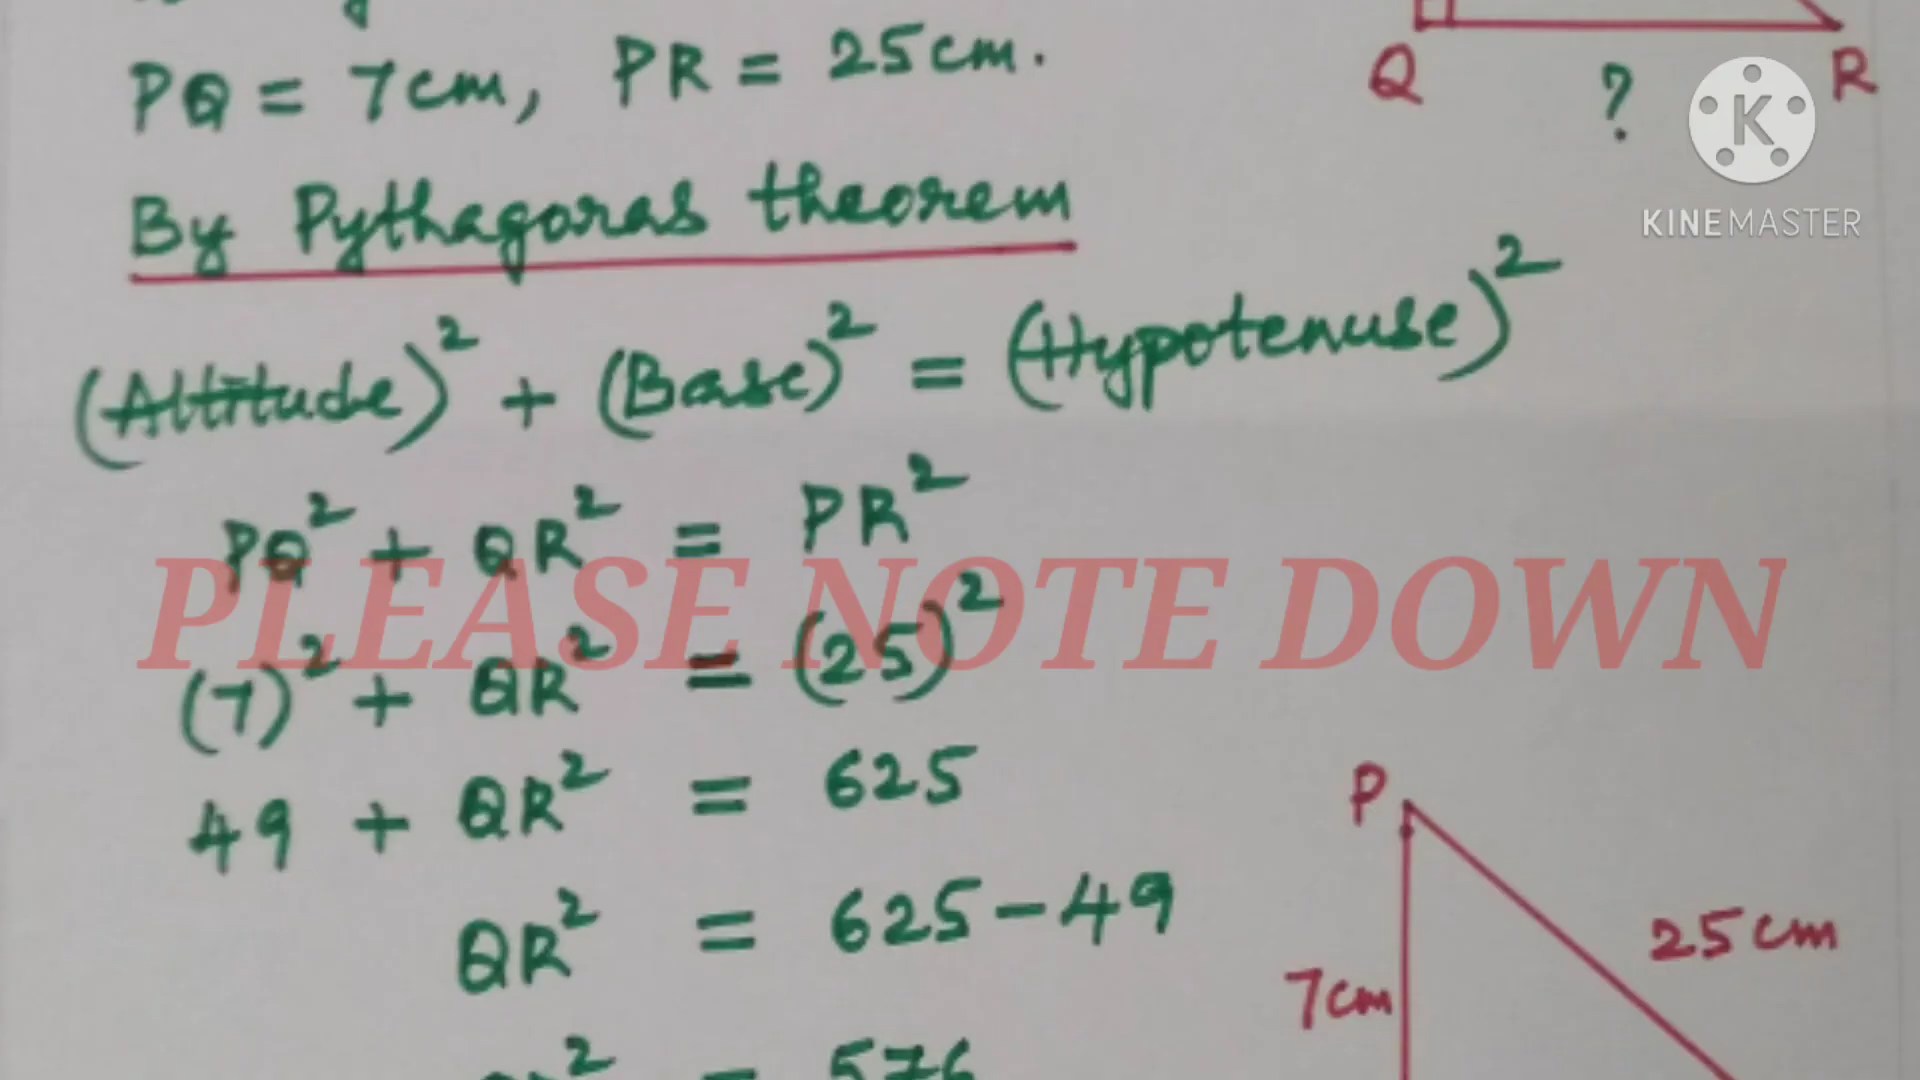 PQ = 7cm, PR = 25cm.
Q ? R
K
KINEMASTER
By Pythagoras theorem
(Altitude)² + (Base)² = (Hypotenuse)²
PQ² + QR² = PR²
PLEASE NOTE DOWN
(7)² + QR² = (25)²
49 + QR² = 625
P
QR² = 625-49
25cm
7cm
= 576